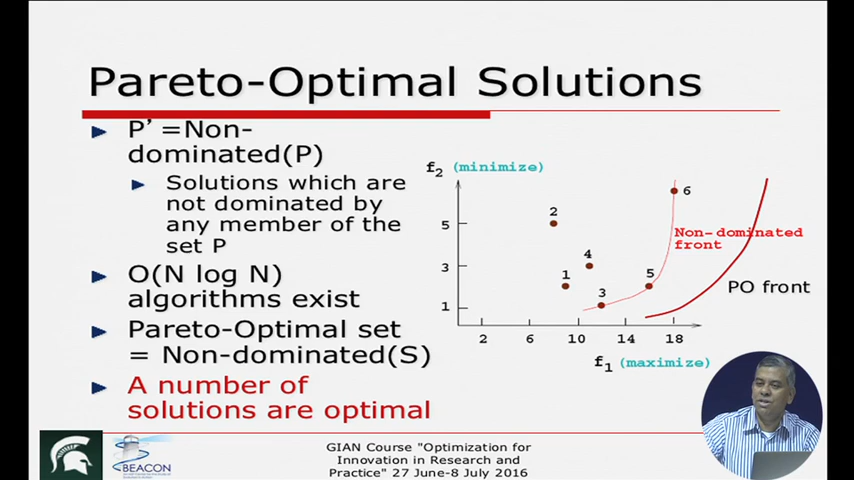 Pareto-Optimal Solutions
P' =Non-
dominated(P)
Solutions which are
not dominated by
any member of the
set P
O(N log N)
algorithms exist
Pareto-Optimal set
= Non-dominated(S)
A number of
solutions are optimal
f2 (minimize)
6
2
5
Non-dominated
front
4
3
1
5
PO front
3
1
2 6 10 14 18
f1 (maximize)
BEACON
GIAN Course "Optimization for
Innovation in Research and
Practice" 27 June-8 July 2016